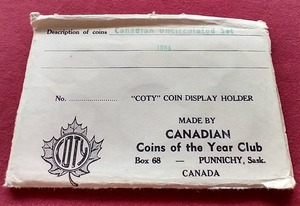 Description of coins Canadian Uncirculated Set
1964
No. ..................... "COTY" COIN DISPLAY HOLDER
MADE BY
CANADIAN
Coins of the Year Club
Box 68 — PUNNICHY, Sask.
CANADA
COTY